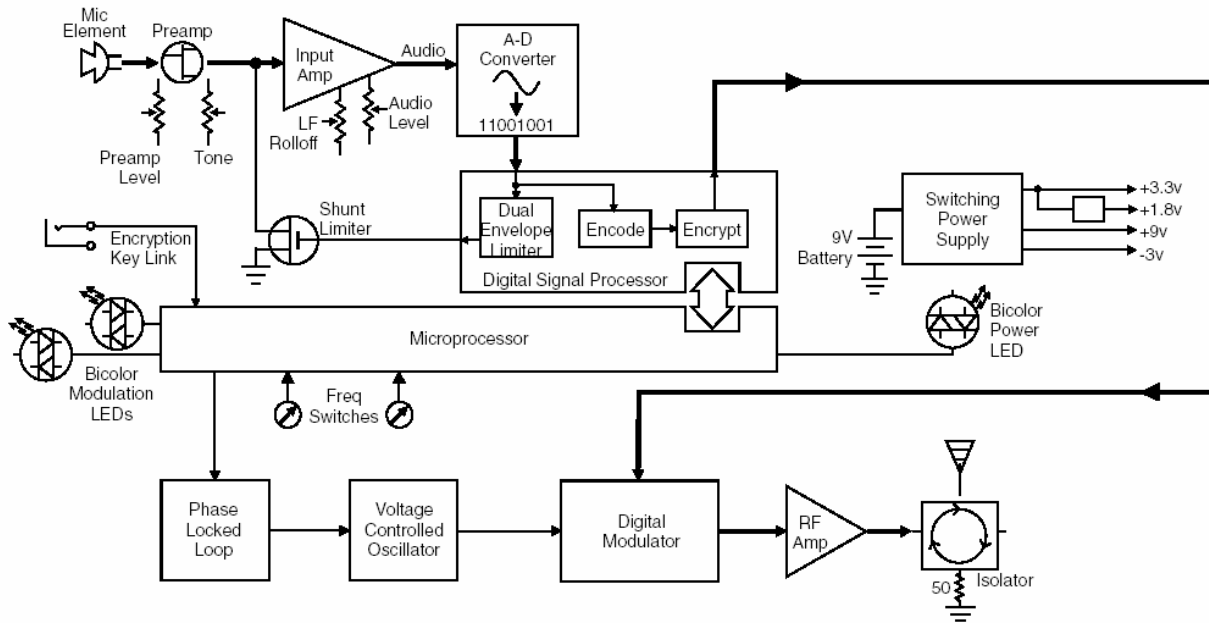 Mic
Element
Preamp
Input
Amp
Audio
A-D
Converter
11001001
LF
Rolloff
Audio
Level
Preamp
Level
Tone
Shunt
Limiter
Dual
Envelope
Limiter
Encode
Encrypt
Digital Signal Processor
Encryption
Key Link
9V
Battery
Switching
Power
Supply
+3.3v
+1.8v
+9v
-3v
Microprocessor
Bicolor
Power
LED
Bicolor
Modulation
LEDs
Freq
Switches
Phase
Locked
Loop
Voltage
Controlled
Oscillator
Digital
Modulator
RF
Amp
50
Isolator